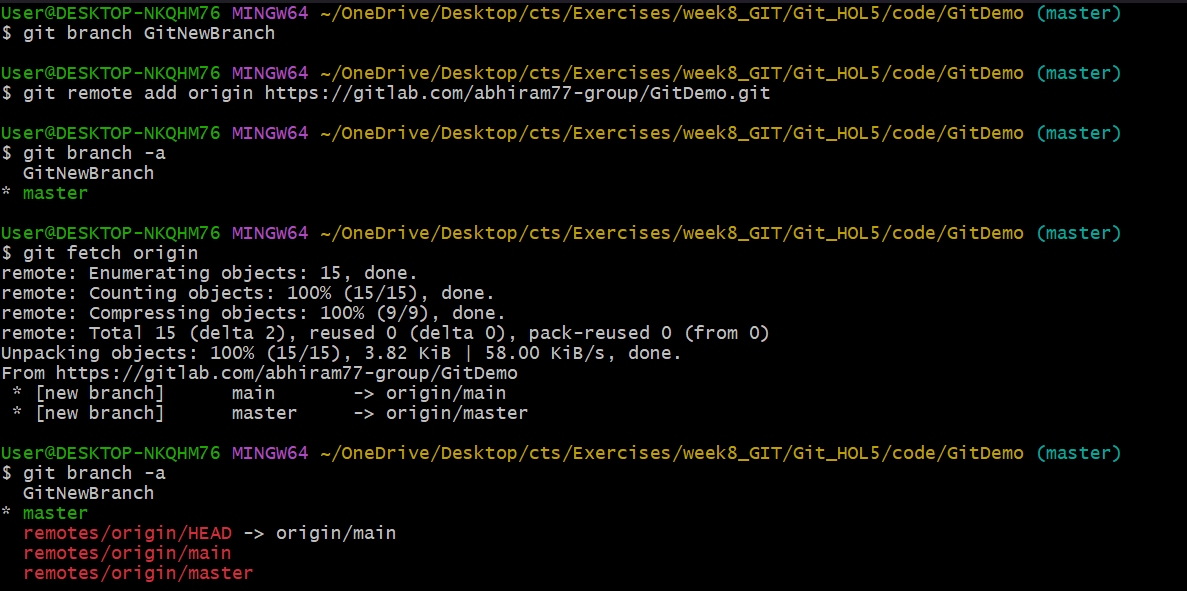 User@DESKTOP-NKQHM76 MINGW64 ~/OneDrive/Desktop/cts/Exercises/week8_GIT/Git_HOL5/code/GitDemo (master)
$ git branch GitNewBranch
User@DESKTOP-NKQHM76 MINGW64 ~/OneDrive/Desktop/cts/Exercises/week8_GIT/Git_HOL5/code/GitDemo (master)
$ git remote add origin https://gitlab.com/abhiram77-group/GitDemo.git
User@DESKTOP-NKQHM76 MINGW64 ~/OneDrive/Desktop/cts/Exercises/week8_GIT/Git_HOL5/code/GitDemo (master)
$ git branch -a
  GitNewBranch
* master
User@DESKTOP-NKQHM76 MINGW64 ~/OneDrive/Desktop/cts/Exercises/week8_GIT/Git_HOL5/code/GitDemo (master)
$ git fetch origin
remote: Enumerating objects: 15, done.
remote: Counting objects: 100% (15/15), done.
remote: Compressing objects: 100% (9/9), done.
remote: Total 15 (delta 2), reused 0 (delta 0), pack-reused 0 (from 0)
Unpacking objects: 100% (15/15), 3.82 KiB | 58.00 KiB/s, done.
From https://gitlab.com/abhiram77-group/GitDemo
 * [new branch]      main       -> origin/main
 * [new branch]      master     -> origin/master
User@DESKTOP-NKQHM76 MINGW64 ~/OneDrive/Desktop/cts/Exercises/week8_GIT/Git_HOL5/code/GitDemo (master)
$ git branch -a
  GitNewBranch
* master
  remotes/origin/HEAD -> origin/main
  remotes/origin/main
  remotes/origin/master